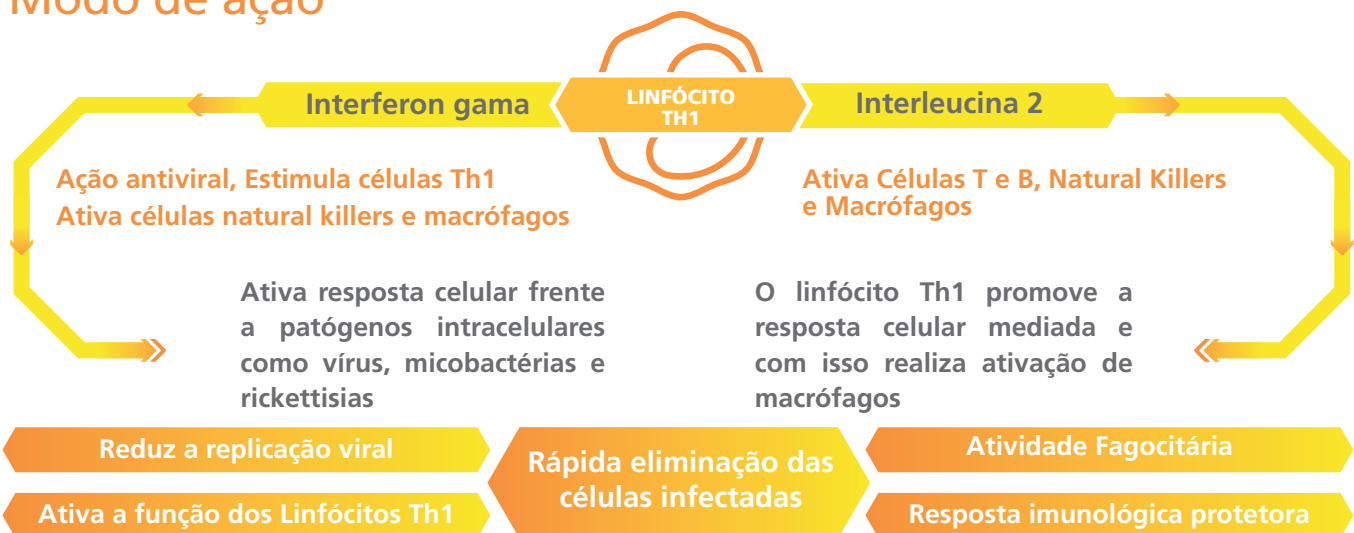 Modo de ação
LINFÓCITO
TH1
Interferon gama
Interleucina 2
Ação antiviral, Estimula células Th1
Ativa células natural killers e macrófagos
Ativa Células T e B, Natural Killers
e Macrófagos
Ativa resposta celular frente
a patógenos intracelulares
como vírus, micobactérias e
rickettisias
O linfócito Th1 promove a
resposta celular mediada e
com isso realiza ativação de
macrófagos
Reduz a replicação viral
Ativa a função dos Linfócitos Th1
Rápida eliminação das
células infectadas
Atividade Fagocitária
Resposta imunológica protetora